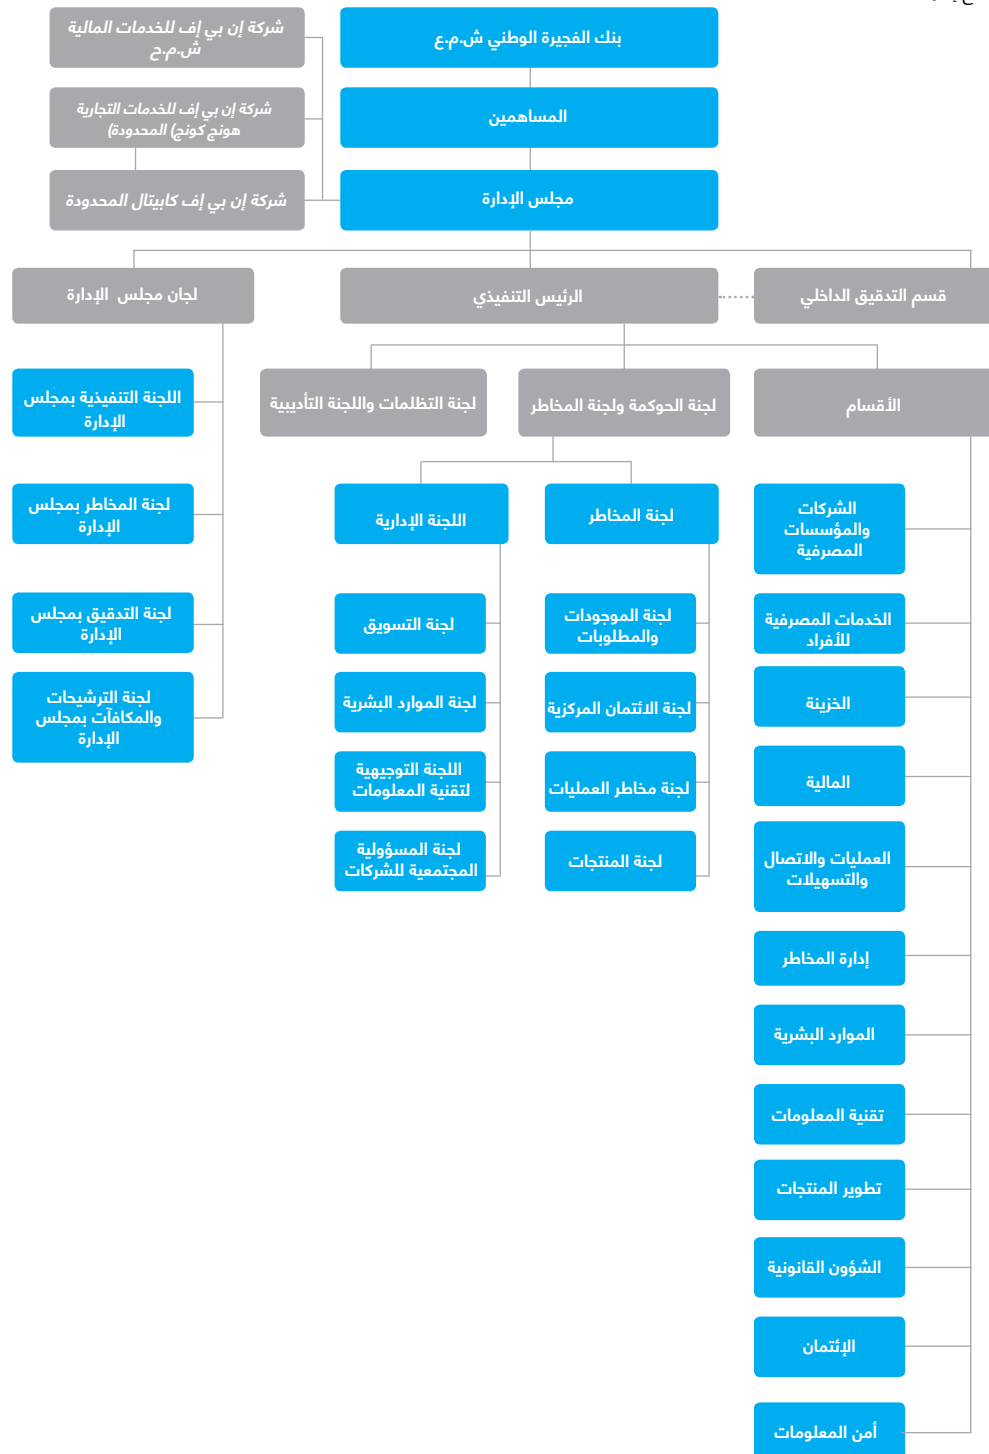 بنك الفجيرة الوطني ش.م.ع
المساهمين
مجلس الإدارة
شركة إن بي إف للخدمات المالية
ش.م.ح
شركة إن بي إف للخدمات التجارية
هونج كونج) المحدودة)
شركة إن بي إف كابيتال المحدودة
قسم التدقيق الداخلي
الرئيس التنفيذي
لجان مجلس الإدارة
الأقسام
لجنة الحوكمة ولجنة المخاطر
لجنة التظلمات واللجنة التأديبية
اللجنة التنفيذية بمجلس
الإدارة
لجنة المخاطر بمجلس
الإدارة
لجنة التدقيق بمجلس
الإدارة
لجنة الترشيحات
والمكافآت بمجلس
الإدارة
الشركات
والمؤسسات
المصرفية
الخدمات المصرفية
للأفراد
الخزينة
المالية
العمليات والاتصال
والتسهيلات
إدارة المخاطر
الموارد البشرية
تقنية المعلومات
تطوير المنتجات
الشؤون القانونية
الإئتمان
أمن المعلومات
لجنة المخاطر
لجنة الموجودات
والمطلوبات
لجنة الائتمان المركزية
لجنة مخاطر العمليات
لجنة المنتجات
اللجنة الإدارية
لجنة التسويق
لجنة الموارد البشرية
اللجنة التوجيهية
لتقنية المعلومات
لجنة المسؤولية
المجتمعية للشركات